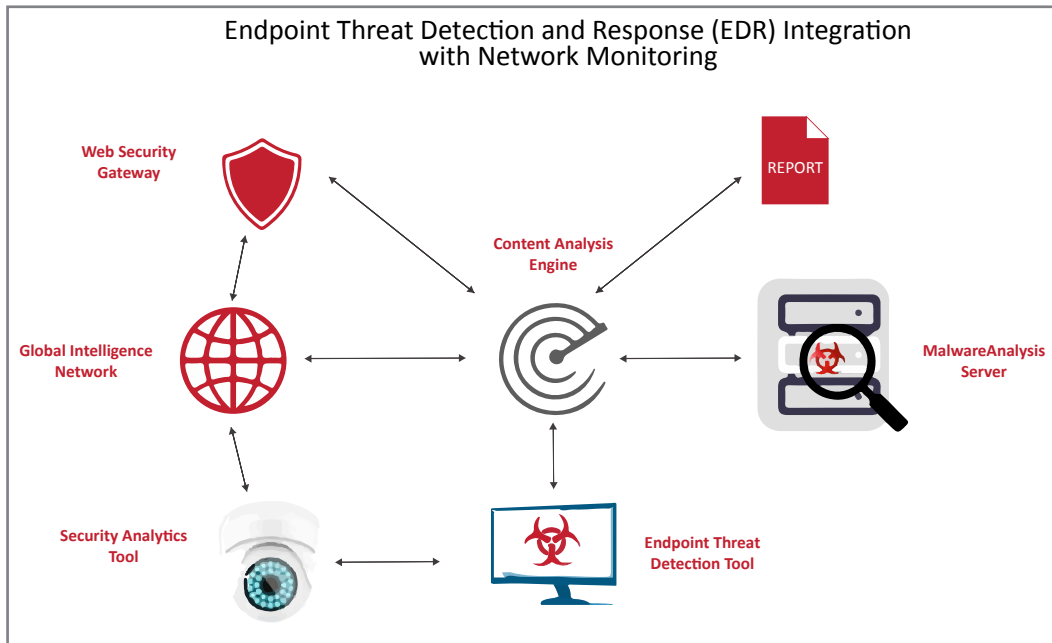 Endpoint Threat Detection and Response (EDR) Integration
with Network Monitoring
Web Security
Gateway
REPORT
Content Analysis
Engine
Global Intelligence
Network
MalwareAnalysis
Server
Security Analytics
Tool
Endpoint Threat
Detection Tool